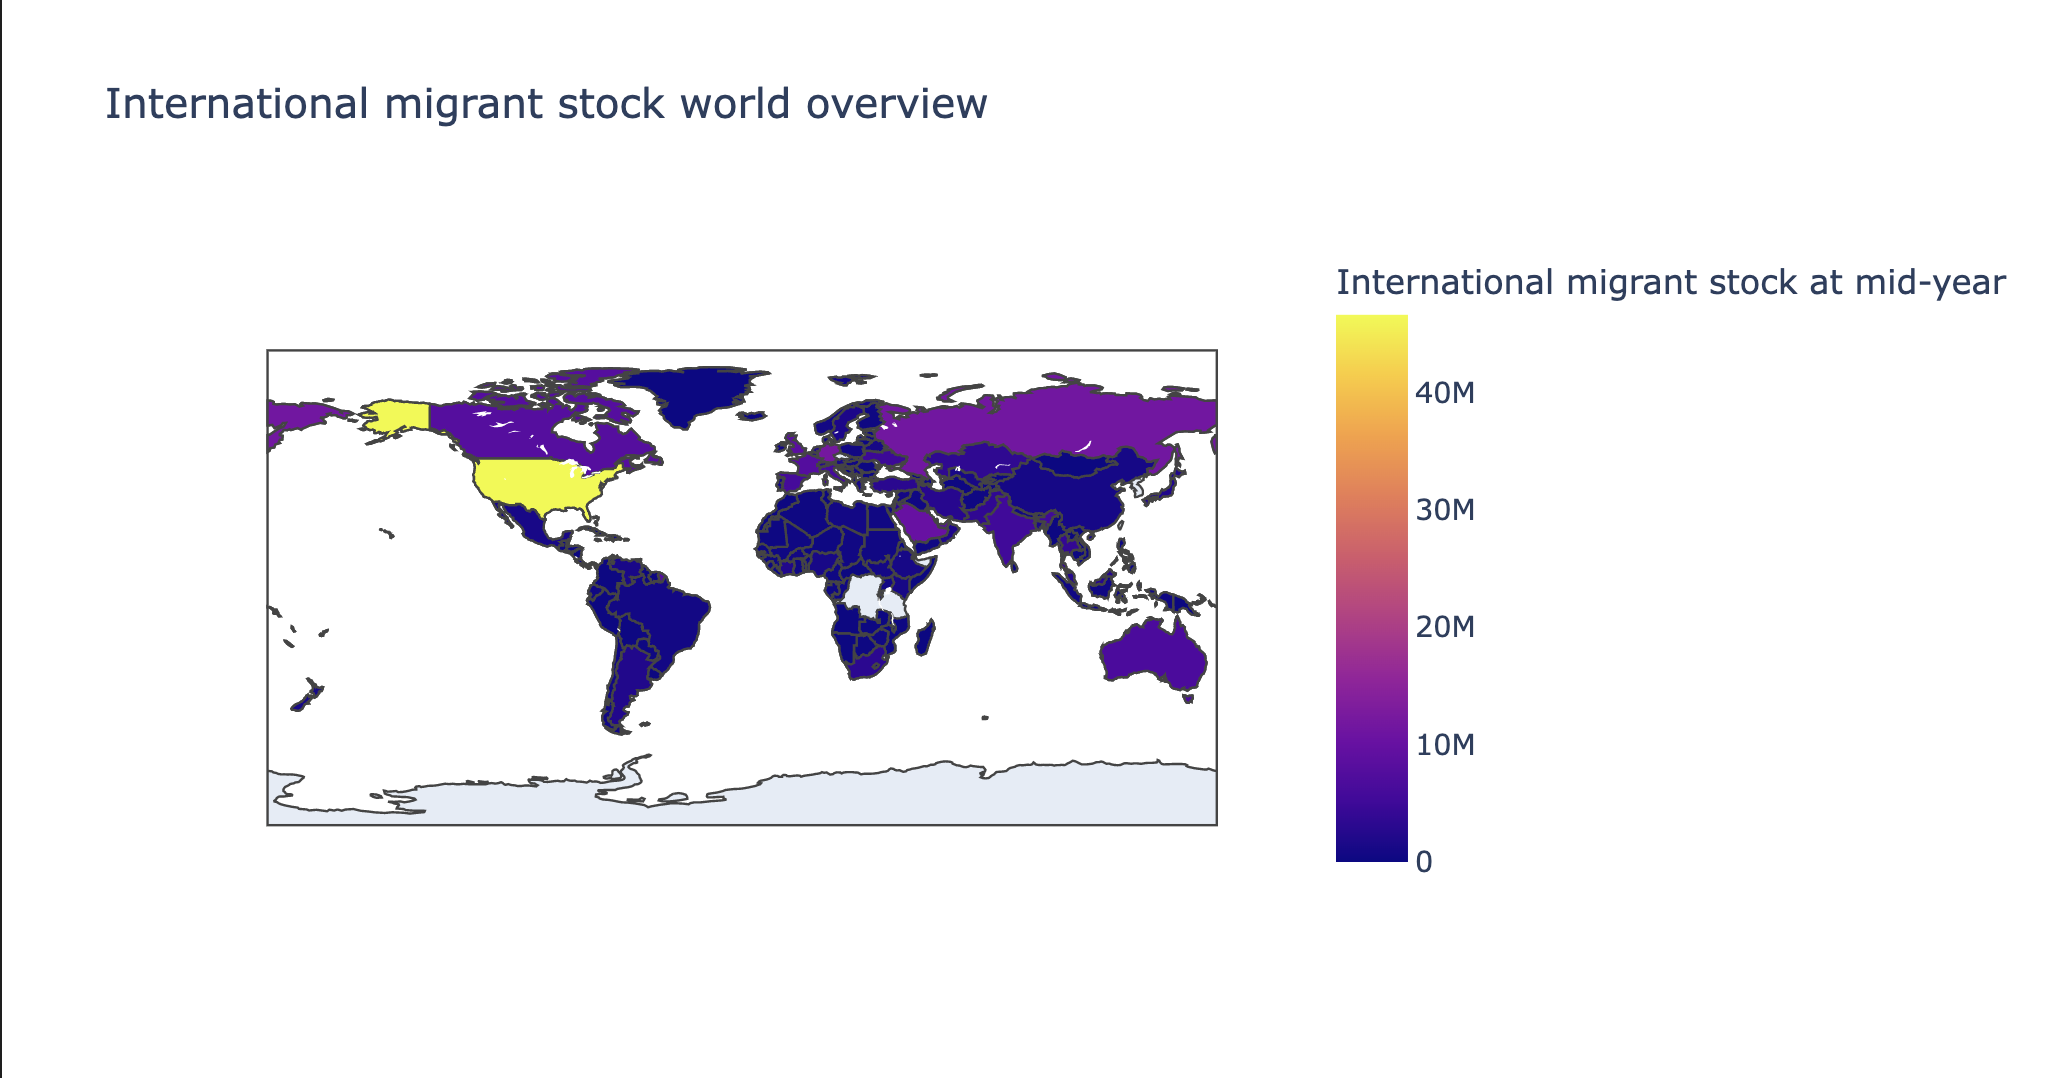 International migrant stock world overview
International migrant stock at mid-year
40M
30M
20M
10M
0